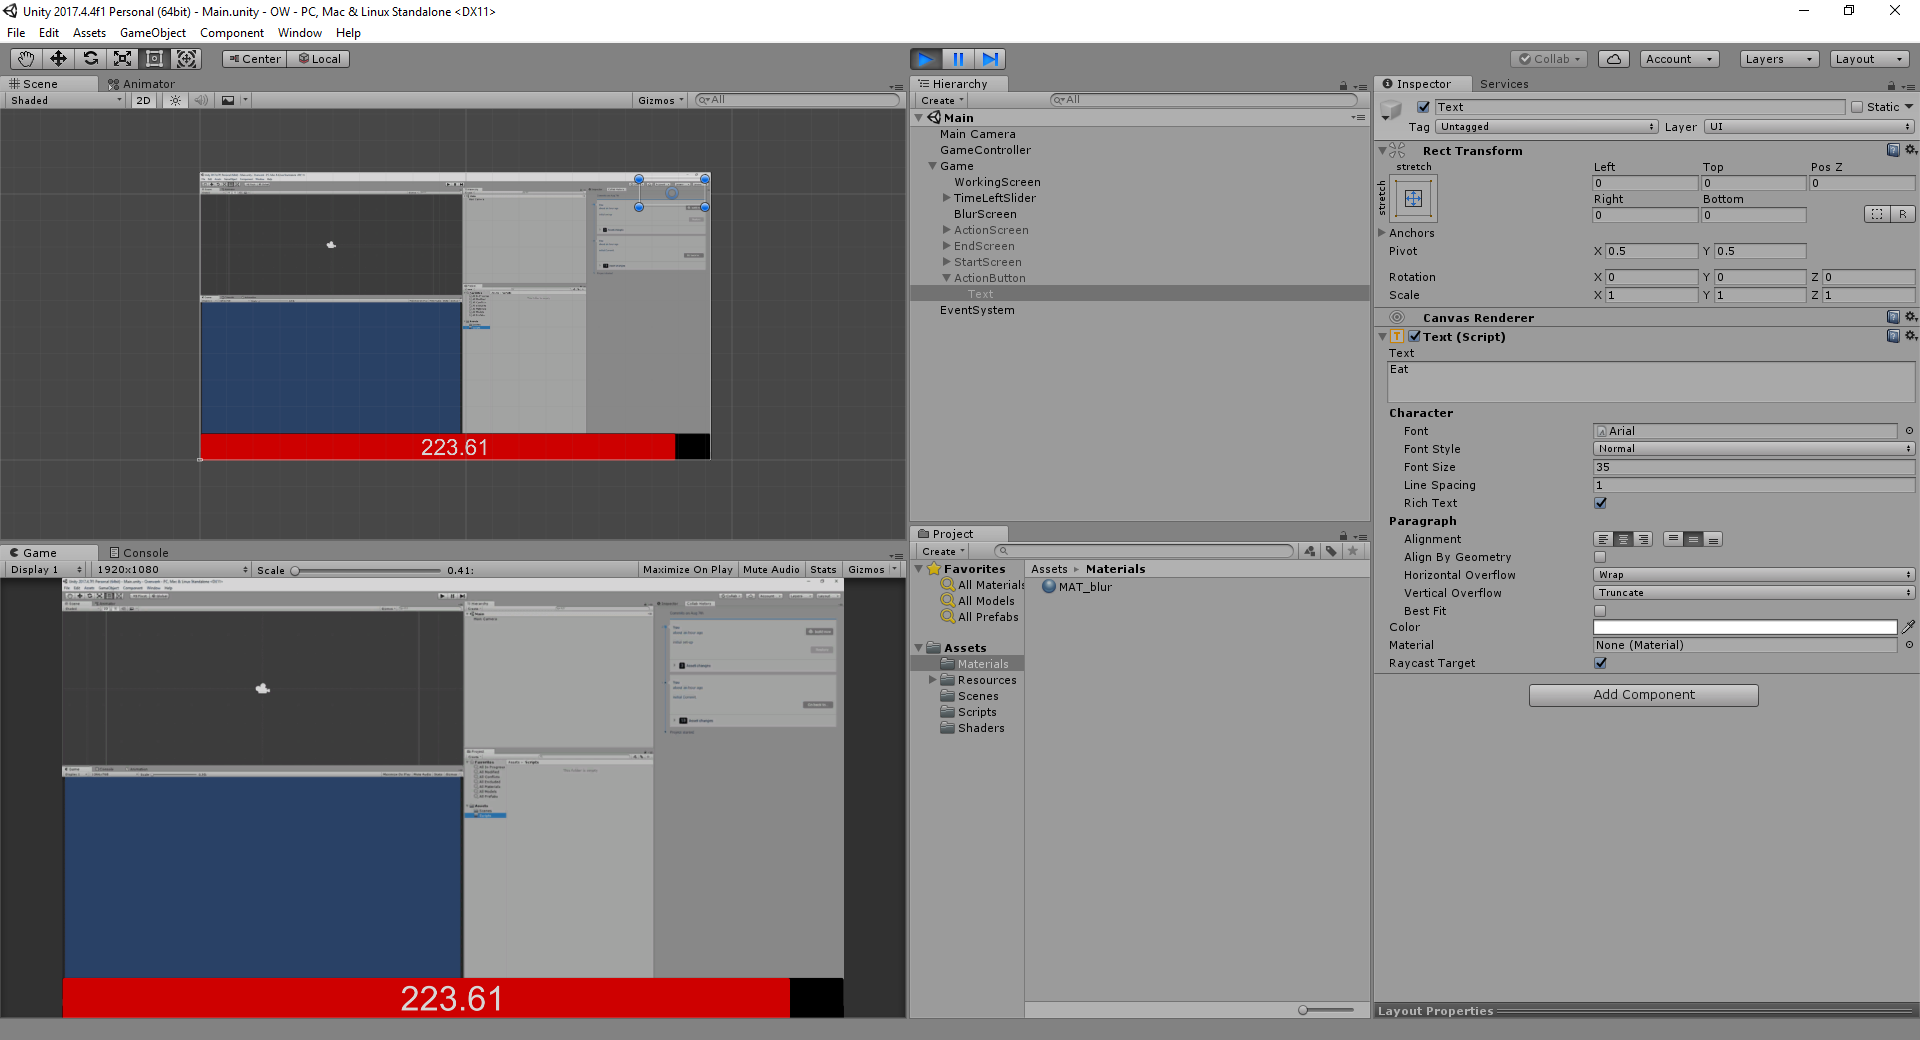 Unity 2017.4.4f1 Personal (64bit) - Main.unity - OW - PC, Mac & Linux Standalone <DX11>
File Edit Assets GameObject Component Window Help
Center Local
Collab Account Layers Layout
Scene Animator
Shaded 2D Gizmos All
223.61
Game Console
Display 1 1920x1080 Scale 0.41: Maximize On Play Mute Audio Stats Gizmos
223.61
Hierarchy
Create All
Main
Main Camera
GameController
Game
WorkingScreen
TimeLeftSlider
BlurScreen
ActionScreen
EndScreen
StartScreen
ActionButton
Text
EventSystem
Project
Create
Favorites
All Materials
All Models
All Prefabs
Assets
Materials
Resources
Scenes
Scripts
Shaders
Assets Materials
MAT_blur
Inspector Services
Text Static
Tag Untagged Layer UI
Rect Transform
stretch Left Top Pos Z
stretch 0 0 0
Right Bottom
0 0 R
Anchors
Pivot X 0.5 Y 0.5
Rotation X 0 Y 0 Z 0
Scale X 1 Y 1 Z 1
Canvas Renderer
Text (Script)
Text
Eat
Character
Font Arial
Font Style Normal
Font Size 35
Line Spacing 1
Rich Text
Paragraph
Alignment
Align By Geometry
Horizontal Overflow Wrap
Vertical Overflow Truncate
Best Fit
Color
Material None (Material)
Raycast Target
Add Component
Layout Properties